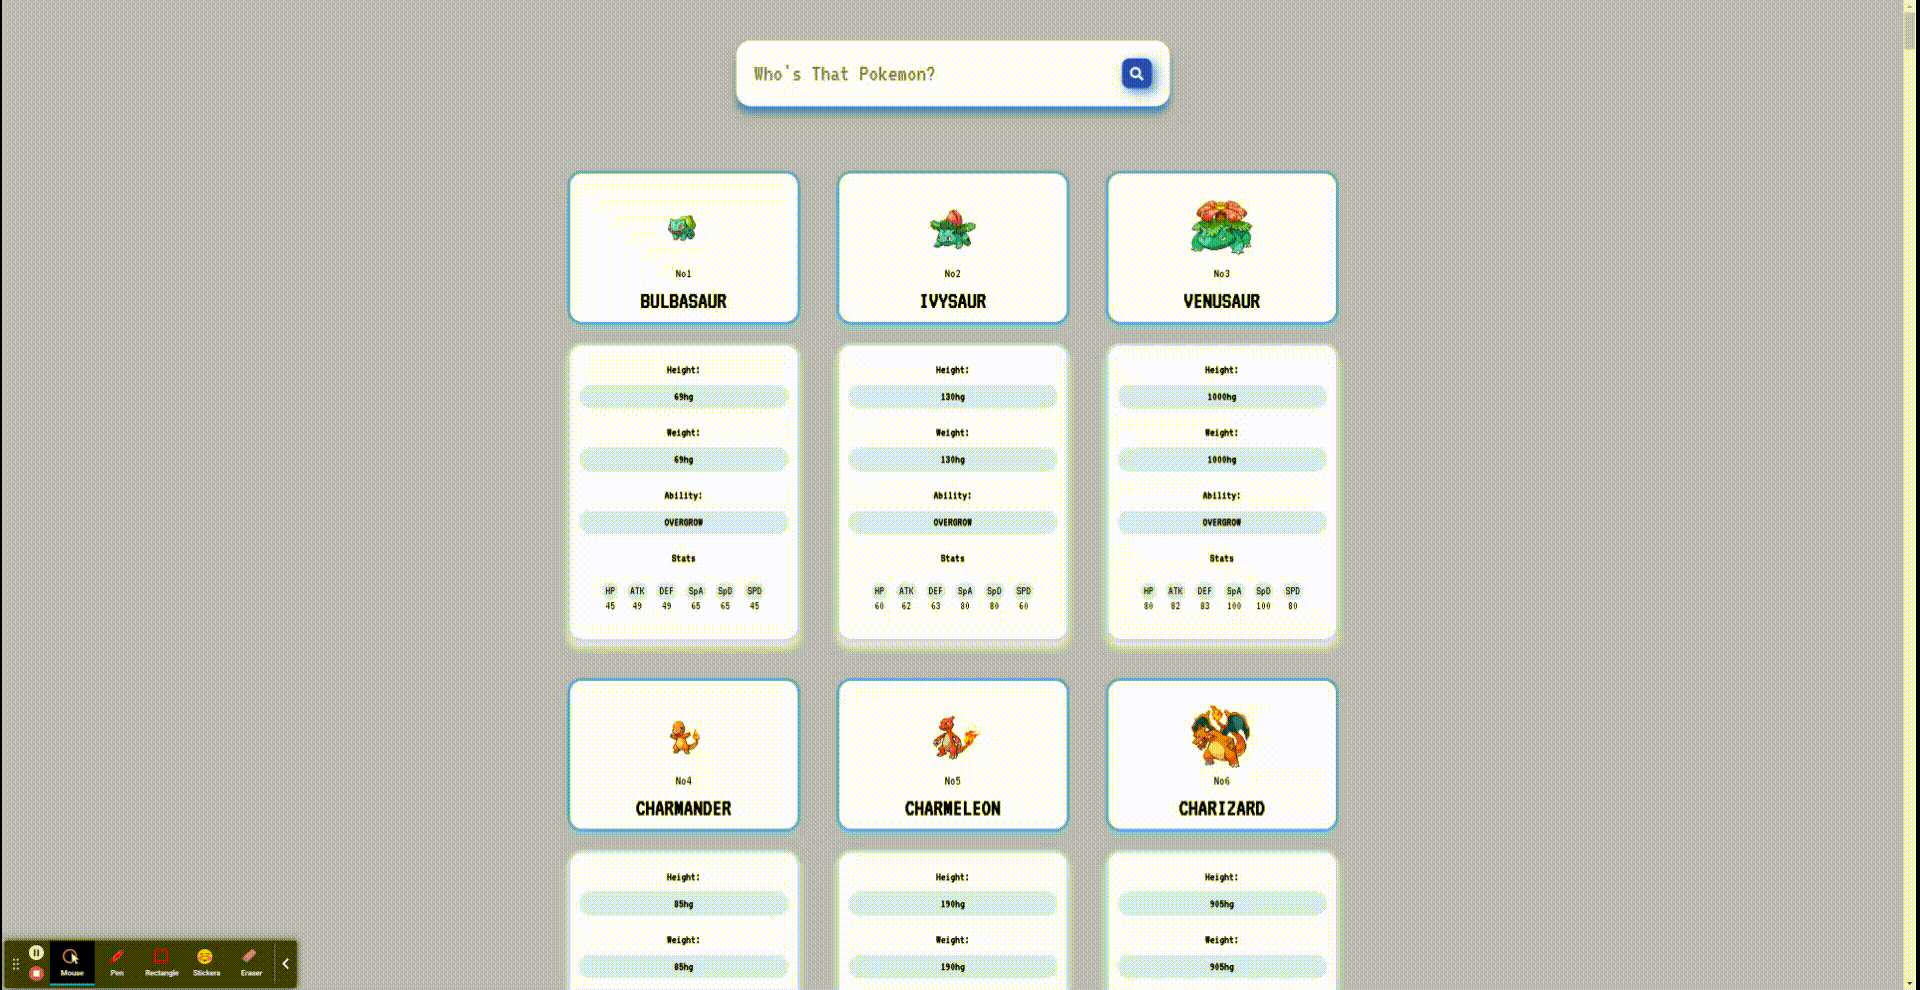 Who's That Pokemon?
No1
BULBASAUR
No2
IVYSAUR
No3
VENUSAUR
Height:
69hg
Weight:
69hg
Ability:
OVERGROW
Stats
HP ATK DEF SpA SpD SPD
45 49 49 65 65 45
Height:
130hg
Weight:
130hg
Ability:
OVERGROW
Stats
HP ATK DEF SpA SpD SPD
60 62 63 80 80 60
Height:
1000hg
Weight:
1000hg
Ability:
OVERGROW
Stats
HP ATK DEF SpA SpD SPD
80 82 83 100 100 80
No4
CHARMANDER
No5
CHARMELEON
No6
CHARIZARD
Height:
85hg
Weight:
85hg
Height:
190hg
Weight:
190hg
Height:
905hg
Weight:
905hg
Mouse Pen Rectangle Stickers Eraser